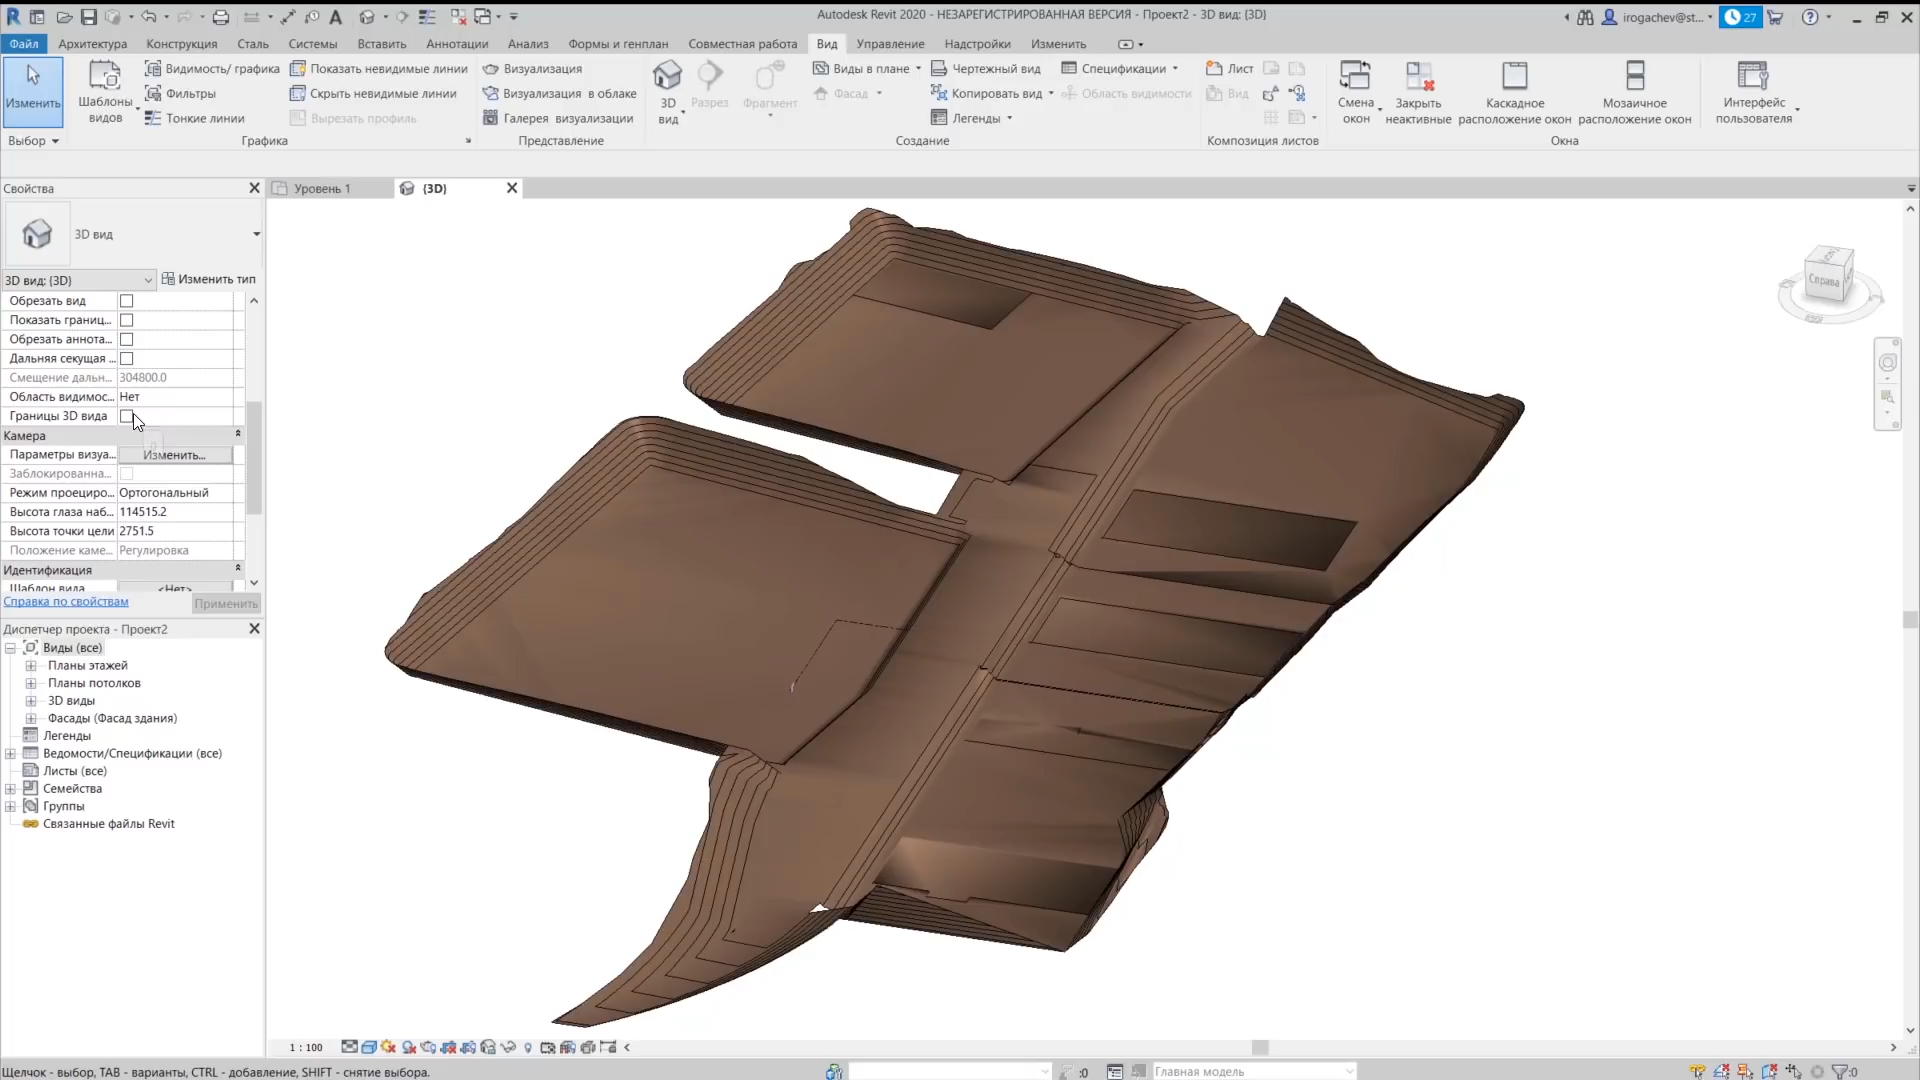 Autodesk Revit 2020 - НЕЗАРЕГИСТРИРОВАННАЯ ВЕРСИЯ - Проект2 - 3D вид: {3D}
irogachev@st...
27
Файл Архитектура Конструкция Сталь Системы Вставить Аннотации Анализ Формы и генплан Совместная работа Вид Управление Надстройки Изменить
Изменить
Шаблоны видов
Видимость/ графика
Фильтры
Тонкие линии
Показать невидимые линии
Скрыть невидимые линии
Вырезать профиль
Визуализация
Визуализация в облаке
Галерея визуализации
3D вид
Разрез
Фрагмент
Виды в плане
Фасад
Чертежный вид
Копировать вид
Легенды
Спецификации
Область видимости
Лист
Вид
Смена окон
Закрыть неактивные
Каскадное расположение окон
Мозаичное расположение окон
Интерфейс пользователя
Выбор Графика Представление Создание Композиция листов Окна
Свойства
Уровень 1
{3D}
3D вид
3D вид: {3D}
Изменить тип
Обрезать вид
Показать границ...
Обрезать аннота...
Дальняя секущая ...
Смещение дальн... 304800.0
Область видимос... Нет
Границы 3D вида
Камера
Параметры визуа... Изменить...
Заблокированна...
Режим проециро... Ортогональный
Высота глаза наб... 114515.2
Высота точки цели 2751.5
Положение каме... Регулировка
Идентификация
Шаблон вида <Нет>
Справка по свойствам Применить
Диспетчер проекта - Проект2
Виды (все)
Планы этажей
Планы потолков
3D виды
Фасады (Фасад здания)
Легенды
Ведомости/Спецификации (все)
Листы (все)
Семейства
Группы
Связанные файлы Revit
Справа
1 : 100
Щелчок - выбор, TAB - варианты, CTRL - добавление, SHIFT - снятие выбора.
:0
Главная модель
:0